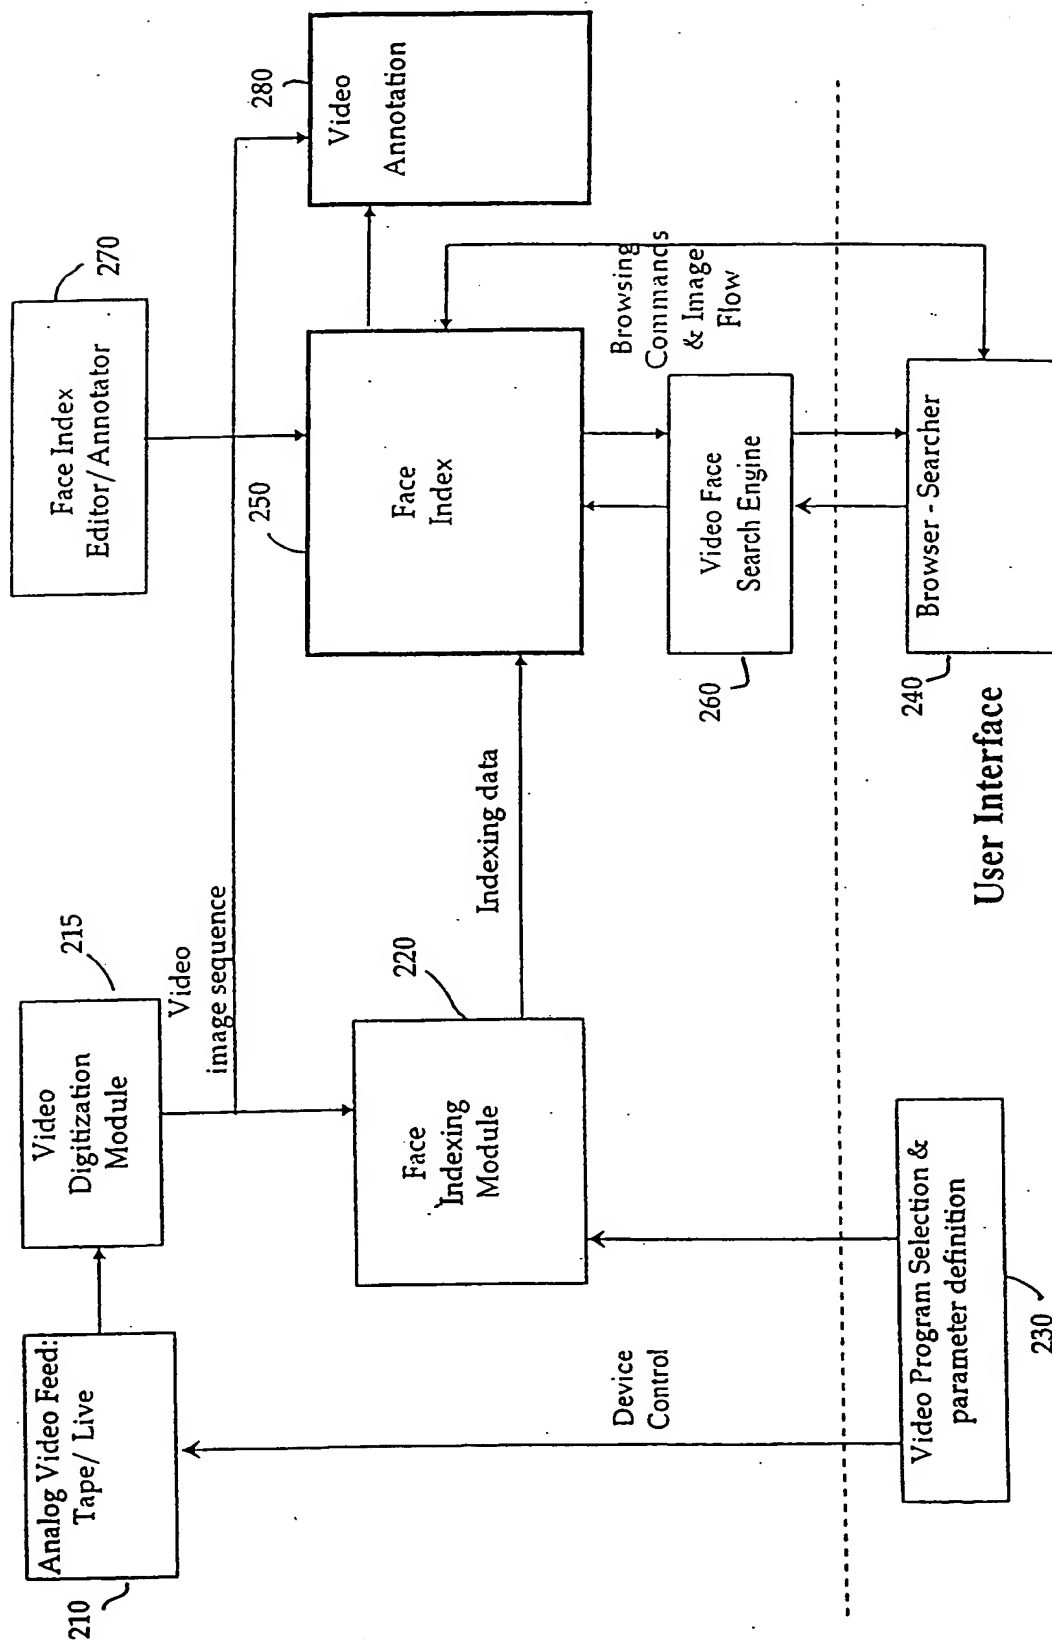 210
Analog Video Feed:
Tape/ Live
Video
Digitization
Module
215
Video
image sequence
Face Index
Editor/Annotator
270
280
Video
Annotation
Face
Indexing
Module
220
Indexing data
250
Face
Index
Browsing
Commands
& Image
Flow
Device
Control
260
Video Face
Search Engine
Video Program Selection &
parameter definition
230
User Interface
240
Browser - Searcher